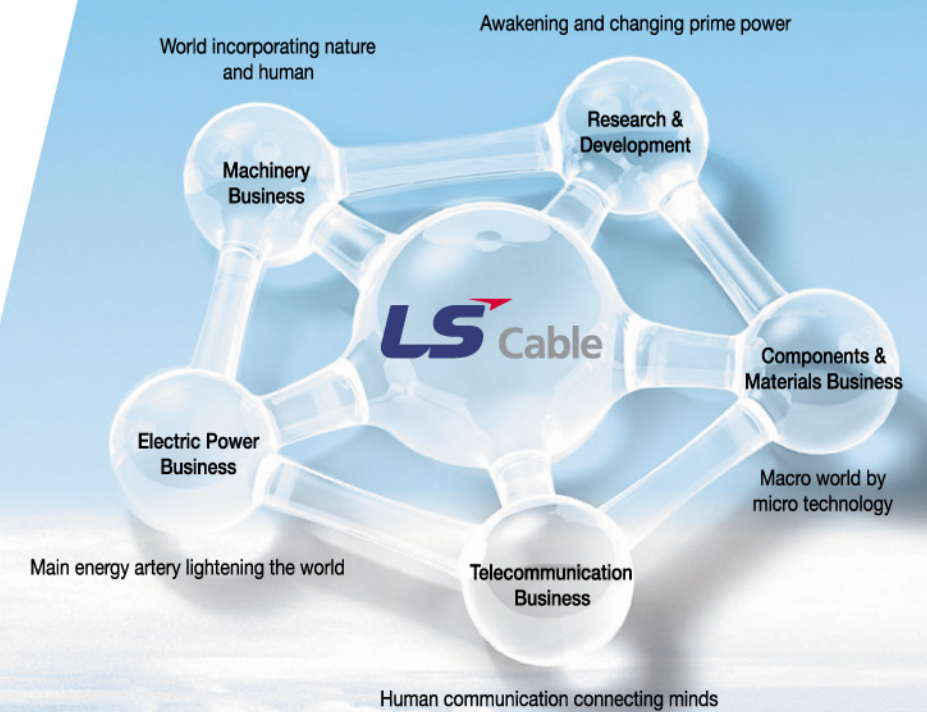 Awakening and changing prime power
World incorporating nature
and human
Research &
Development
Machinery
Business
LS Cable
Components &
Materials Business
Electric Power
Business
Macro world by
micro technology
Main energy artery lightening the world
Telecommunication
Business
Human communication connecting minds